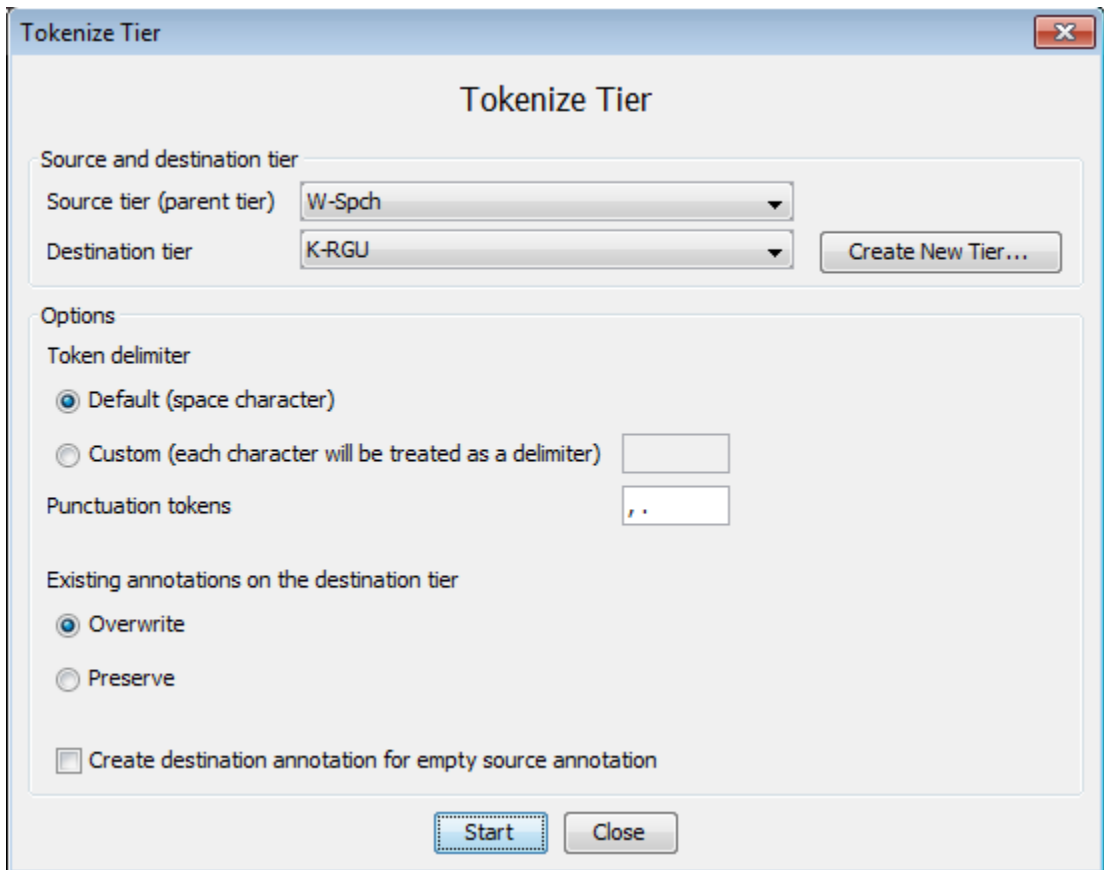 Tokenize Tier
Tokenize Tier
Source and destination tier
Source tier (parent tier) W-Spch
Destination tier K-RGU Create New Tier...
Options
Token delimiter
Default (space character)
Custom (each character will be treated as a delimiter)
Punctuation tokens ,.
Existing annotations on the destination tier
Overwrite
Preserve
Create destination annotation for empty source annotation
Start Close